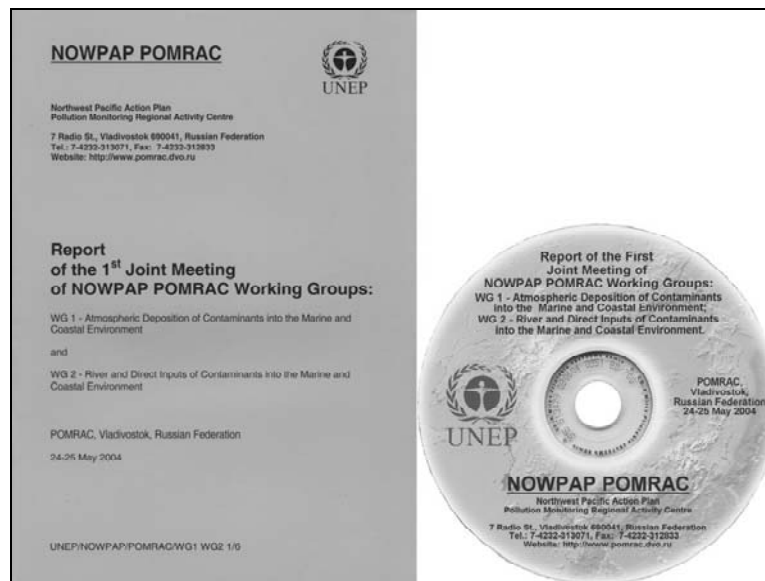 NOWPAP POMRAC
UNEP
Northwest Pacific Action Plan
Pollution Monitoring Regional Activity Centre
7 Radio St., Vladivostok 690041, Russian Federation
Tel.: 7-4232-313071, Fax: 7-4232-312833
Website: http://www.pomrac.dvo.ru
Report
of the 1st Joint Meeting
of NOWPAP POMRAC Working Groups:
WG 1 - Atmospheric Deposition of Contaminants into the Marine and
Coastal Environment
and
WG 2 - River and Direct Inputs of Contaminants into the Marine and
Coastal Environment
POMRAC, Vladivostok, Russian Federation
24-25 May 2004
UNEP/NOWPAP/POMRAC/WG1 WG2 1/6
Report of the First
Joint Meeting of
NOWPAP POMRAC Working Groups:
WG 1 - Atmospheric Deposition of Contaminants
into the Marine and Coastal Environment;
WG 2 - River and Direct Inputs of Contaminants
into the Marine and Coastal Environment.
UNEP
POMRAC,
Vladivostok,
Russian Federation
24-25 May 2004
NOWPAP POMRAC
Northwest Pacific Action Plan
Pollution Monitoring Regional Activity Centre
7 Radio St., Vladivostok 690041, Russian Federation
Tel.: 7-4232-313071, Fax: 7-4232-312833
Website: http://www.pomrac.dvo.ru